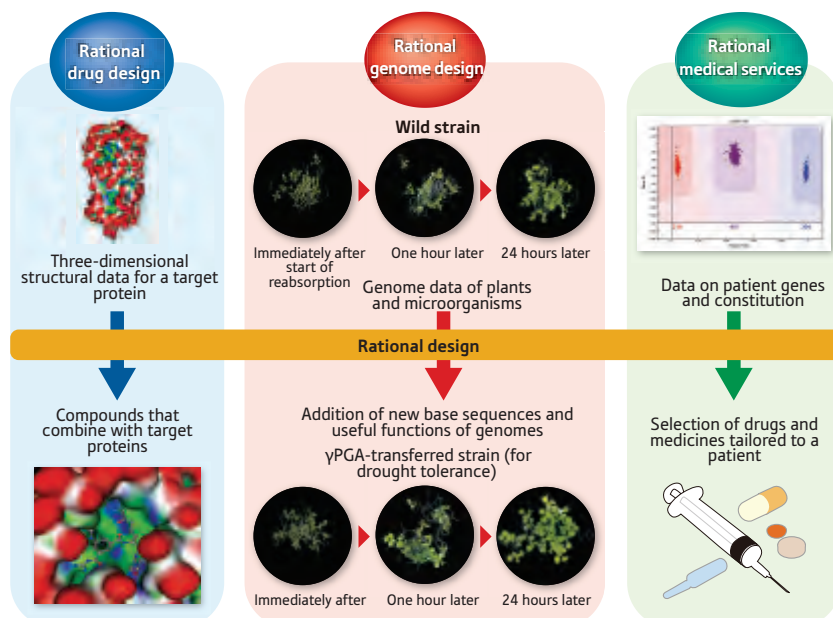 Rational
drug design
Three-dimensional
structural data for a target
protein
Rational
genome design
Wild strain
Immediately after
start of
reabsorption
One hour later
24 hours later
Genome data of plants
and microorganisms
Rational
medical services
Data on patient genes
and constitution
Rational design
Compounds that
combine with target
proteins
Addition of new base sequences and
useful functions of genomes
γPGA-transferred strain (for
drought tolerance)
Immediately after
One hour later
24 hours later
Selection of drugs and
medicines tailored to a
patient